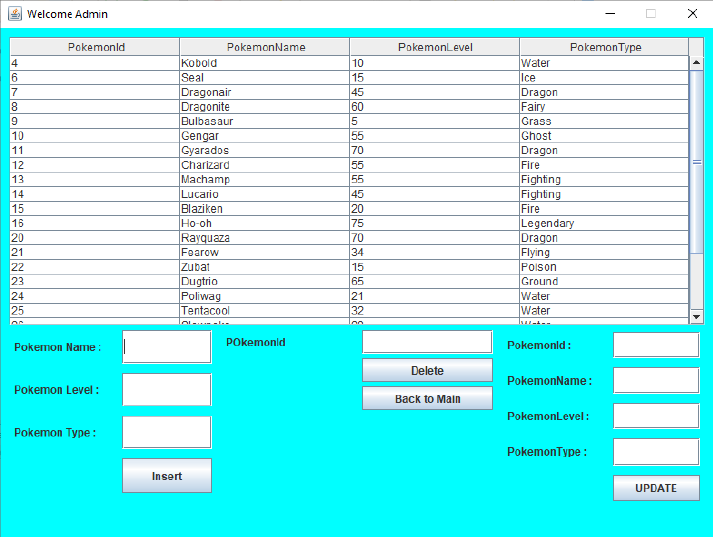 Welcome Admin
PokemonId PokemonName PokemonLevel PokemonType
4 Kobold 10 Water
6 Seal 15 Ice
7 Dragonair 45 Dragon
8 Dragonite 60 Fairy
9 Bulbasaur 5 Grass
10 Gengar 55 Ghost
11 Gyarados 70 Dragon
12 Charizard 55 Fire
13 Machamp 55 Fighting
14 Lucario 45 Fighting
15 Blaziken 20 Fire
16 Ho-oh 75 Legendary
20 Rayquaza 70 Dragon
21 Fearow 34 Flying
22 Zubat 15 Poison
23 Dugtrio 65 Ground
24 Poliwag 21 Water
25 Tentacool 32 Water
Pokemon Name :
Pokemon Level :
Pokemon Type :
Insert
POkemonId
Delete
Back to Main
PokemonId :
PokemonName :
PokemonLevel :
PokemonType :
UPDATE